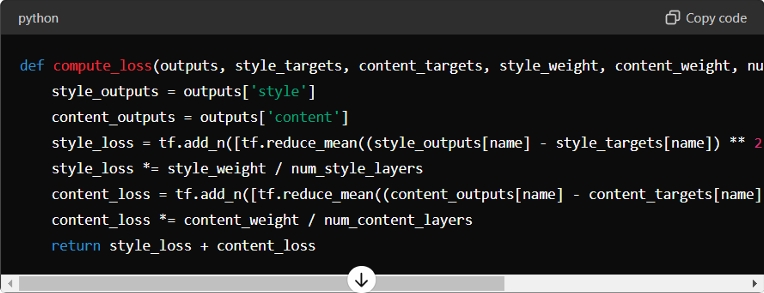 python
Copy code
def compute_loss(outputs, style_targets, content_targets, style_weight, content_weight, nu
    style_outputs = outputs['style']
    content_outputs = outputs['content']
    style_loss = tf.add_n([tf.reduce_mean((style_outputs[name] - style_targets[name]) ** 2
    style_loss *= style_weight / num_style_layers
    content_loss = tf.add_n([tf.reduce_mean((content_outputs[name] - content_targets[name]
    content_loss *= content_weight / num_content_layers
    return style_loss + content_loss